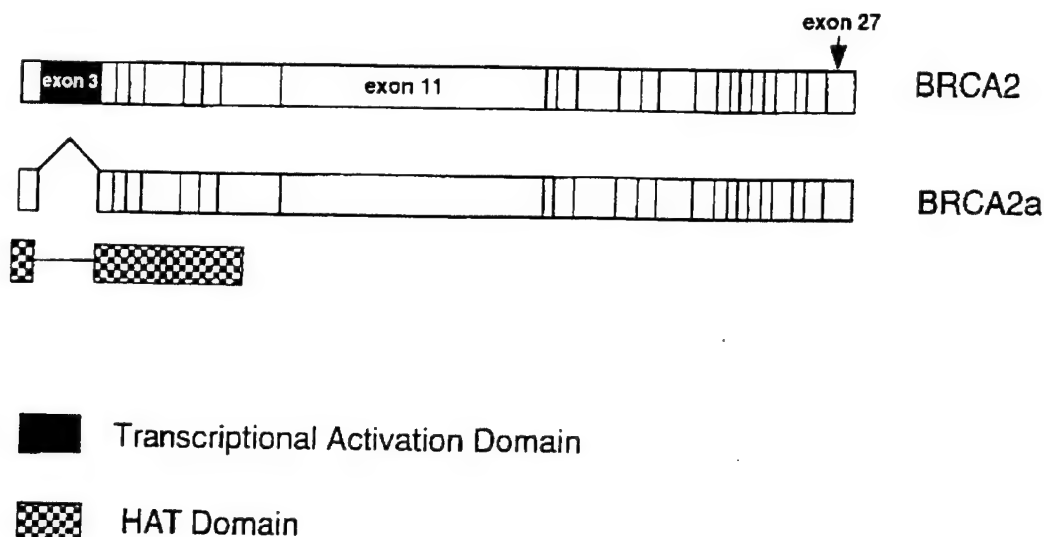 exon 27
exon 3
exon 11
BRCA2
BRCA2a
Transcriptional Activation Domain
HAT Domain